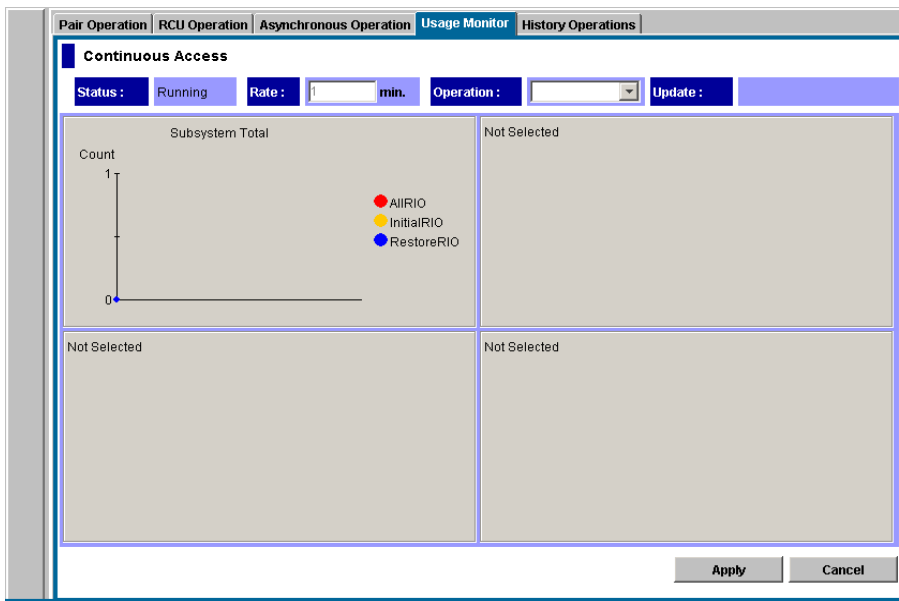 Pair Operation RCU Operation Asynchronous Operation Usage Monitor History Operations
Continuous Access
Status : Running Rate : 1 min. Operation : Update :
Subsystem Total
Count
1
AllRIO
InitialRIO
RestoreRIO
0
Not Selected
Not Selected
Not Selected
Apply Cancel